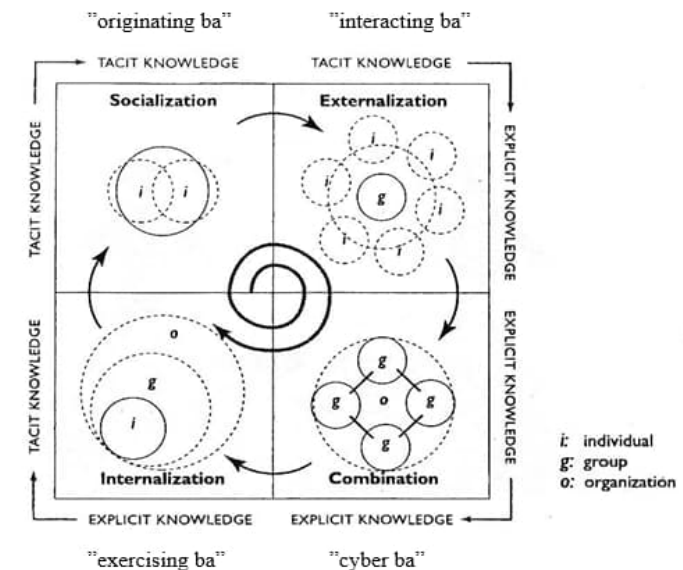 "originating ba" "interacting ba"
TACIT KNOWLEDGE TACIT KNOWLEDGE
Socialization Externalization
TACIT KNOWLEDGE
EXPLICIT KNOWLEDGE
i i
i
i
i
i
i
i
g
TACIT KNOWLEDGE
EXPLICIT KNOWLEDGE
o
g
i
g
g
o
g
g
Internalization Combination
EXPLICIT KNOWLEDGE EXPLICIT KNOWLEDGE
i: individual
g: group
o: organization
"exercising ba" "cyber ba"